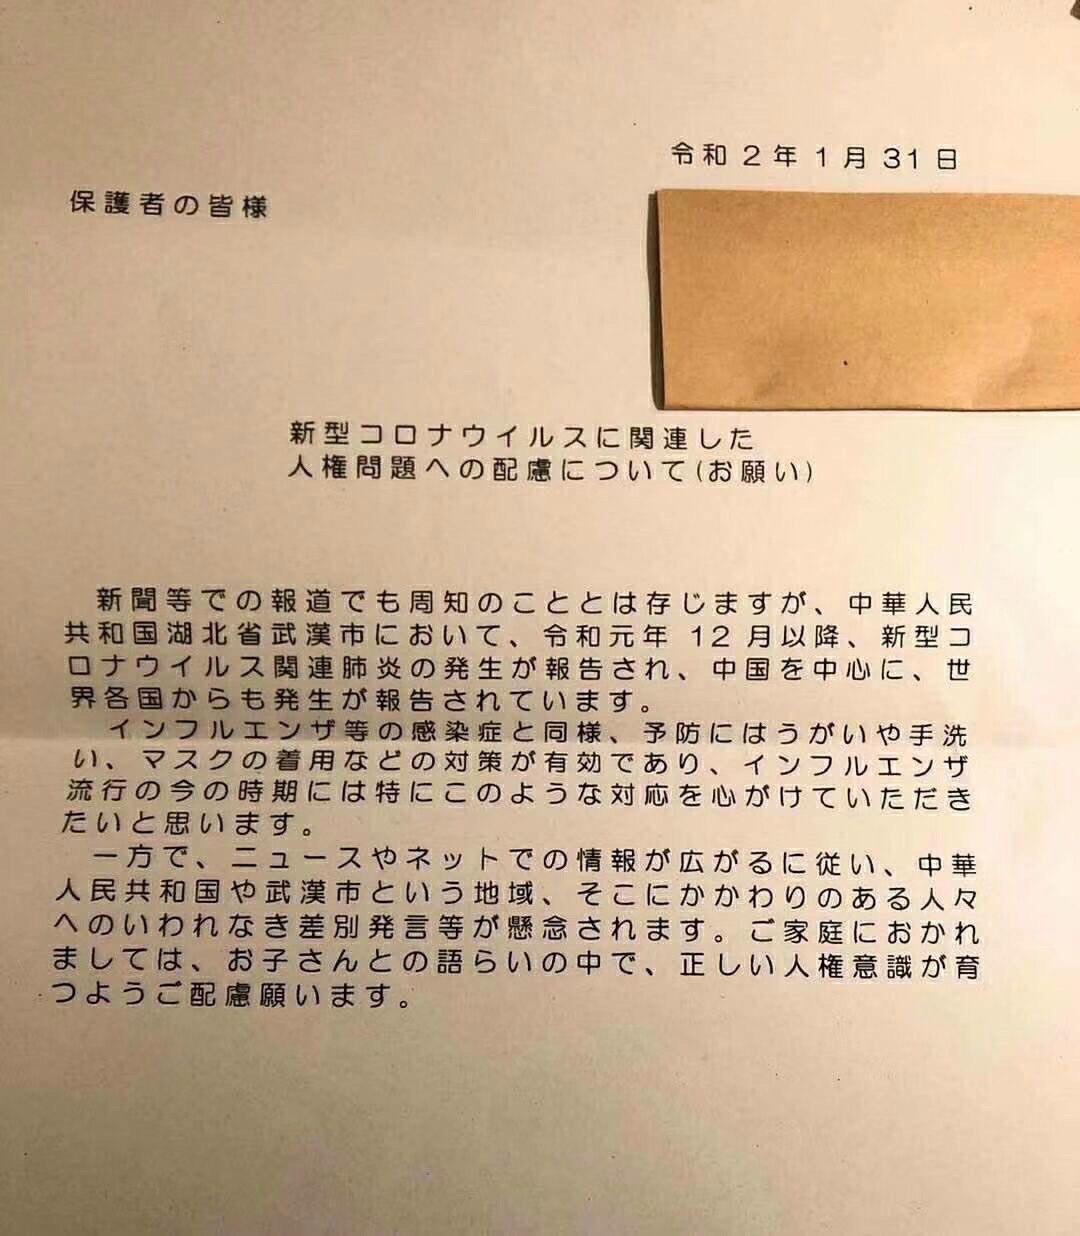 令和2年1月31日
保護者の皆様
新型コロナウイルスに関連した
人権問題への配慮について(お願い)
新聞等での報道でも周知のこととは存じますが、中華人民
共和国湖北省武漢市において、令和元年12月以降、新型コ
ロナウイルス関連肺炎の発生が報告され、中国を中心に、世
界各国からも発生が報告されています。
インフルエンザ等の感染症と同様、予防にはうがいや手洗
い、マスクの着用などの対策が有効であり、インフルエンザ
流行の今の時期には特にこのような対応を心がけていただき
たいと思います。
一方で、ニュースやネットでの情報が広がるに従い、中華
人民共和国や武漢市という地域、そこにかかわりのある人々
へのいわれなき差別発言等が懸念されます。ご家庭におかれ
ましては、お子さんとの語らいの中で、正しい人権意識が育
つようご配慮願います。